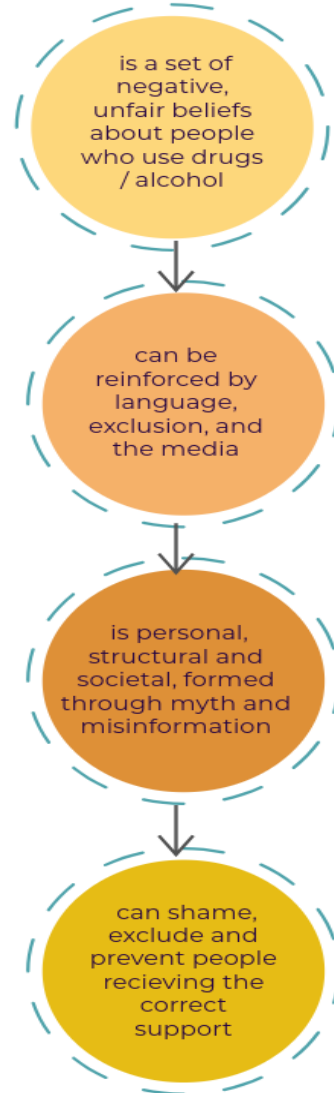 is a set of
negative,
unfair beliefs
about people
who use drugs
/ alcohol
can be
reinforced by
language,
exclusion, and
the media
is personal,
structural and
societal, formed
through myth and
misinformation
can shame,
exclude and
prevent people
recieving the
correct
support